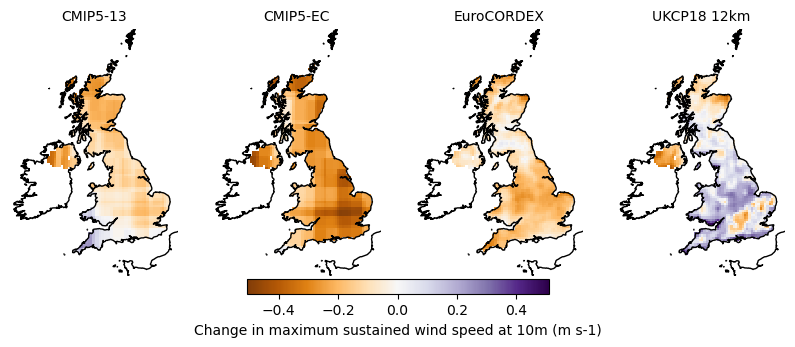 CMIP5-13 CMIP5-EC EuroCORDEX UKCP18 12km
−0.4 −0.2 0.0 0.2 0.4
Change in maximum sustained wind speed at 10m (m s-1)